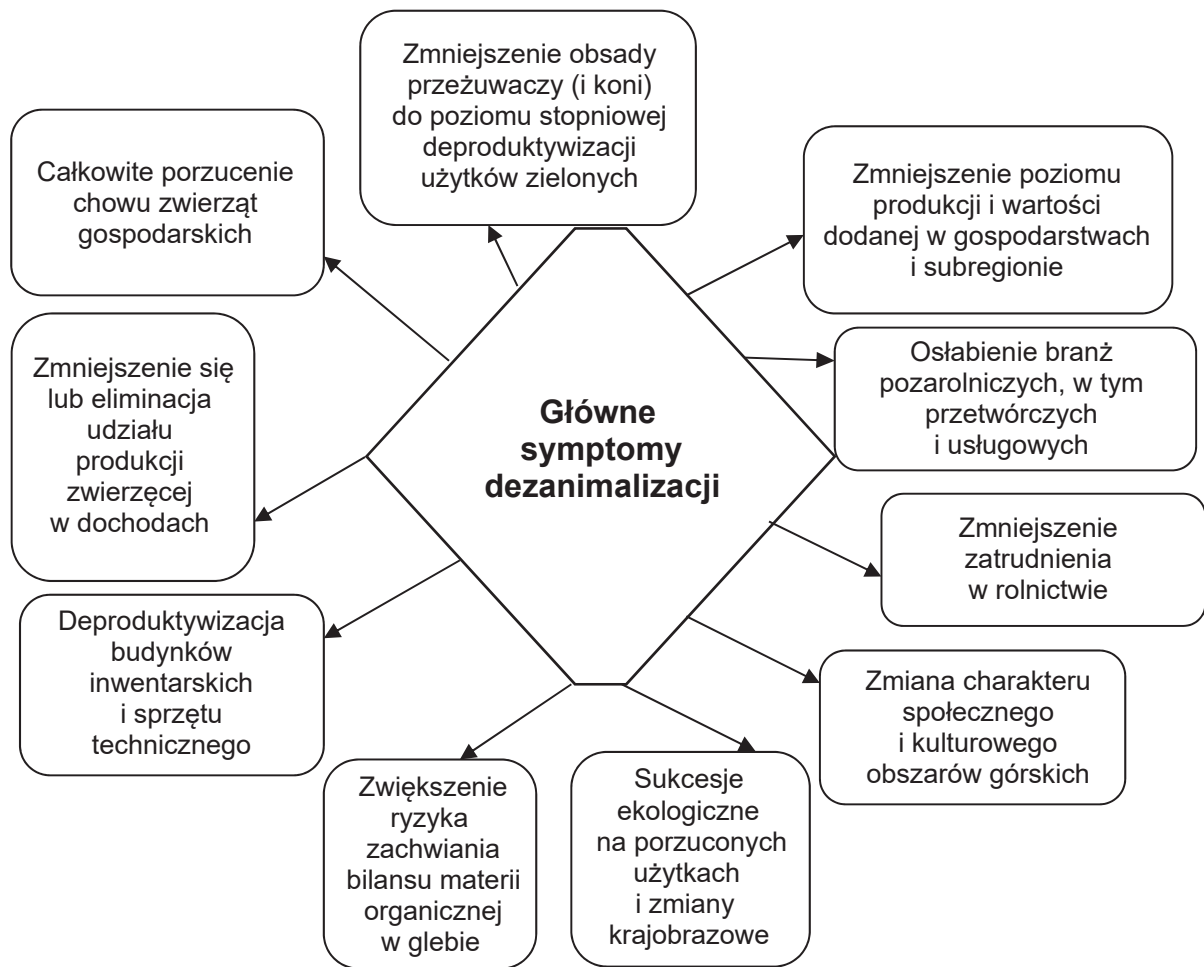 Zmniejszenie obsady
przeżuwaczy (i koni)
do poziomu stopniowej
deproduktywizacji
użytków zielonych
Całkowite porzucenie
chowu zwierząt
gospodarskich
Zmniejszenie poziomu
produkcji i wartości
dodanej w gospodarstwach
i subregionie
Zmniejszenie się
lub eliminacja
udziału
produkcji
zwierzęcej
w dochodach
Osłabienie branż
pozarolniczych, w tym
przetwórczych
i usługowych
Główne
symptomy
dezanimalizacji
Zmniejszenie
zatrudnienia
w rolnictwie
Deproduktywizacja
budynków
inwentarskich
i sprzętu
technicznego
Zmiana charakteru
społecznego
i kulturowego
obszarów górskich
Zwiększenie
ryzyka
zachwiania
bilansu materii
organicznej
w glebie
Sukcesje
ekologiczne
na porzuconych
użytkach
i zmiany
krajobrazowe